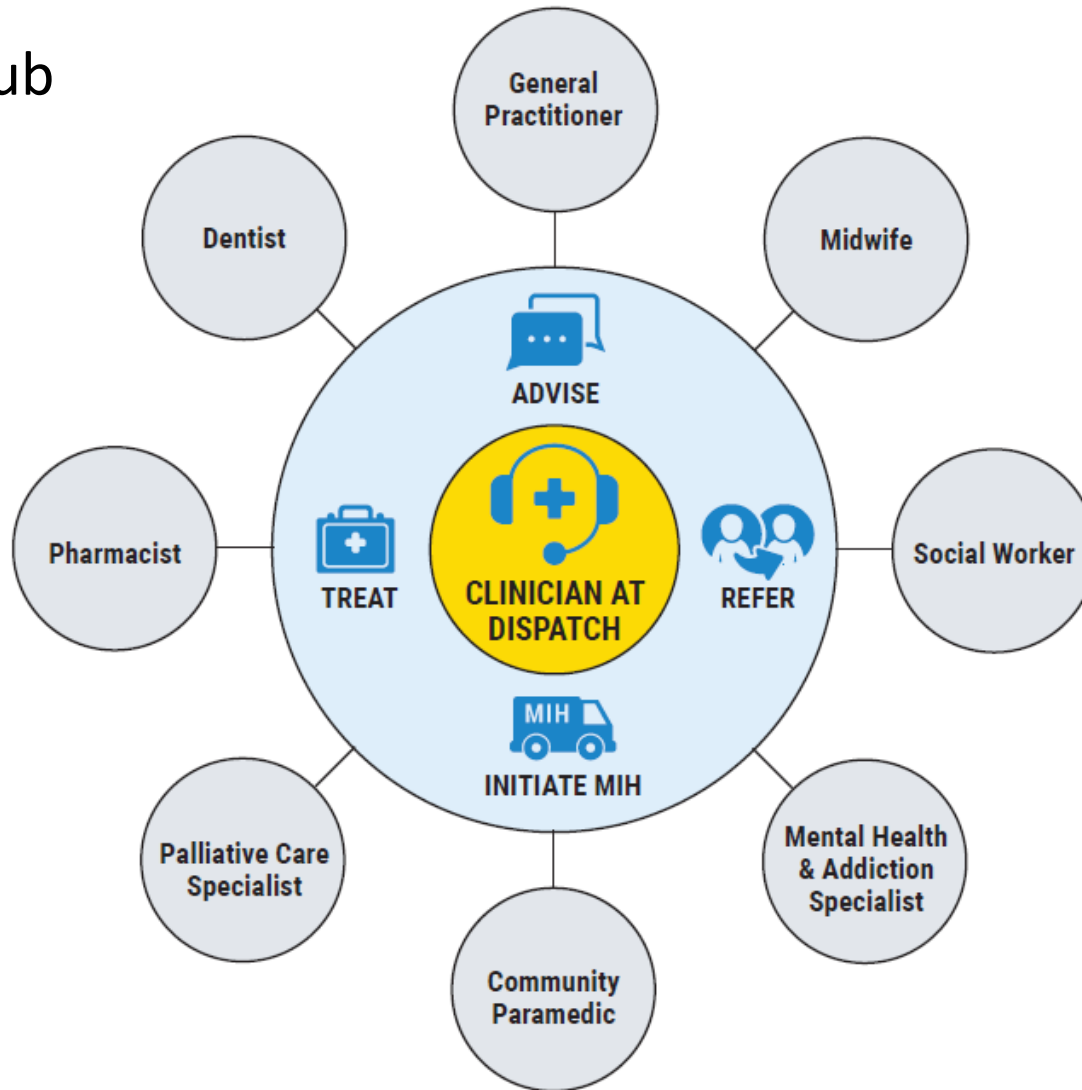 ub
General
Practitioner
Dentist
Midwife
ADVISE
Pharmacist
TREAT
CLINICIAN AT
DISPATCH
REFER
Social Worker
MIH
INITIATE MIH
Palliative Care
Specialist
Mental Health
& Addiction
Specialist
Community
Paramedic